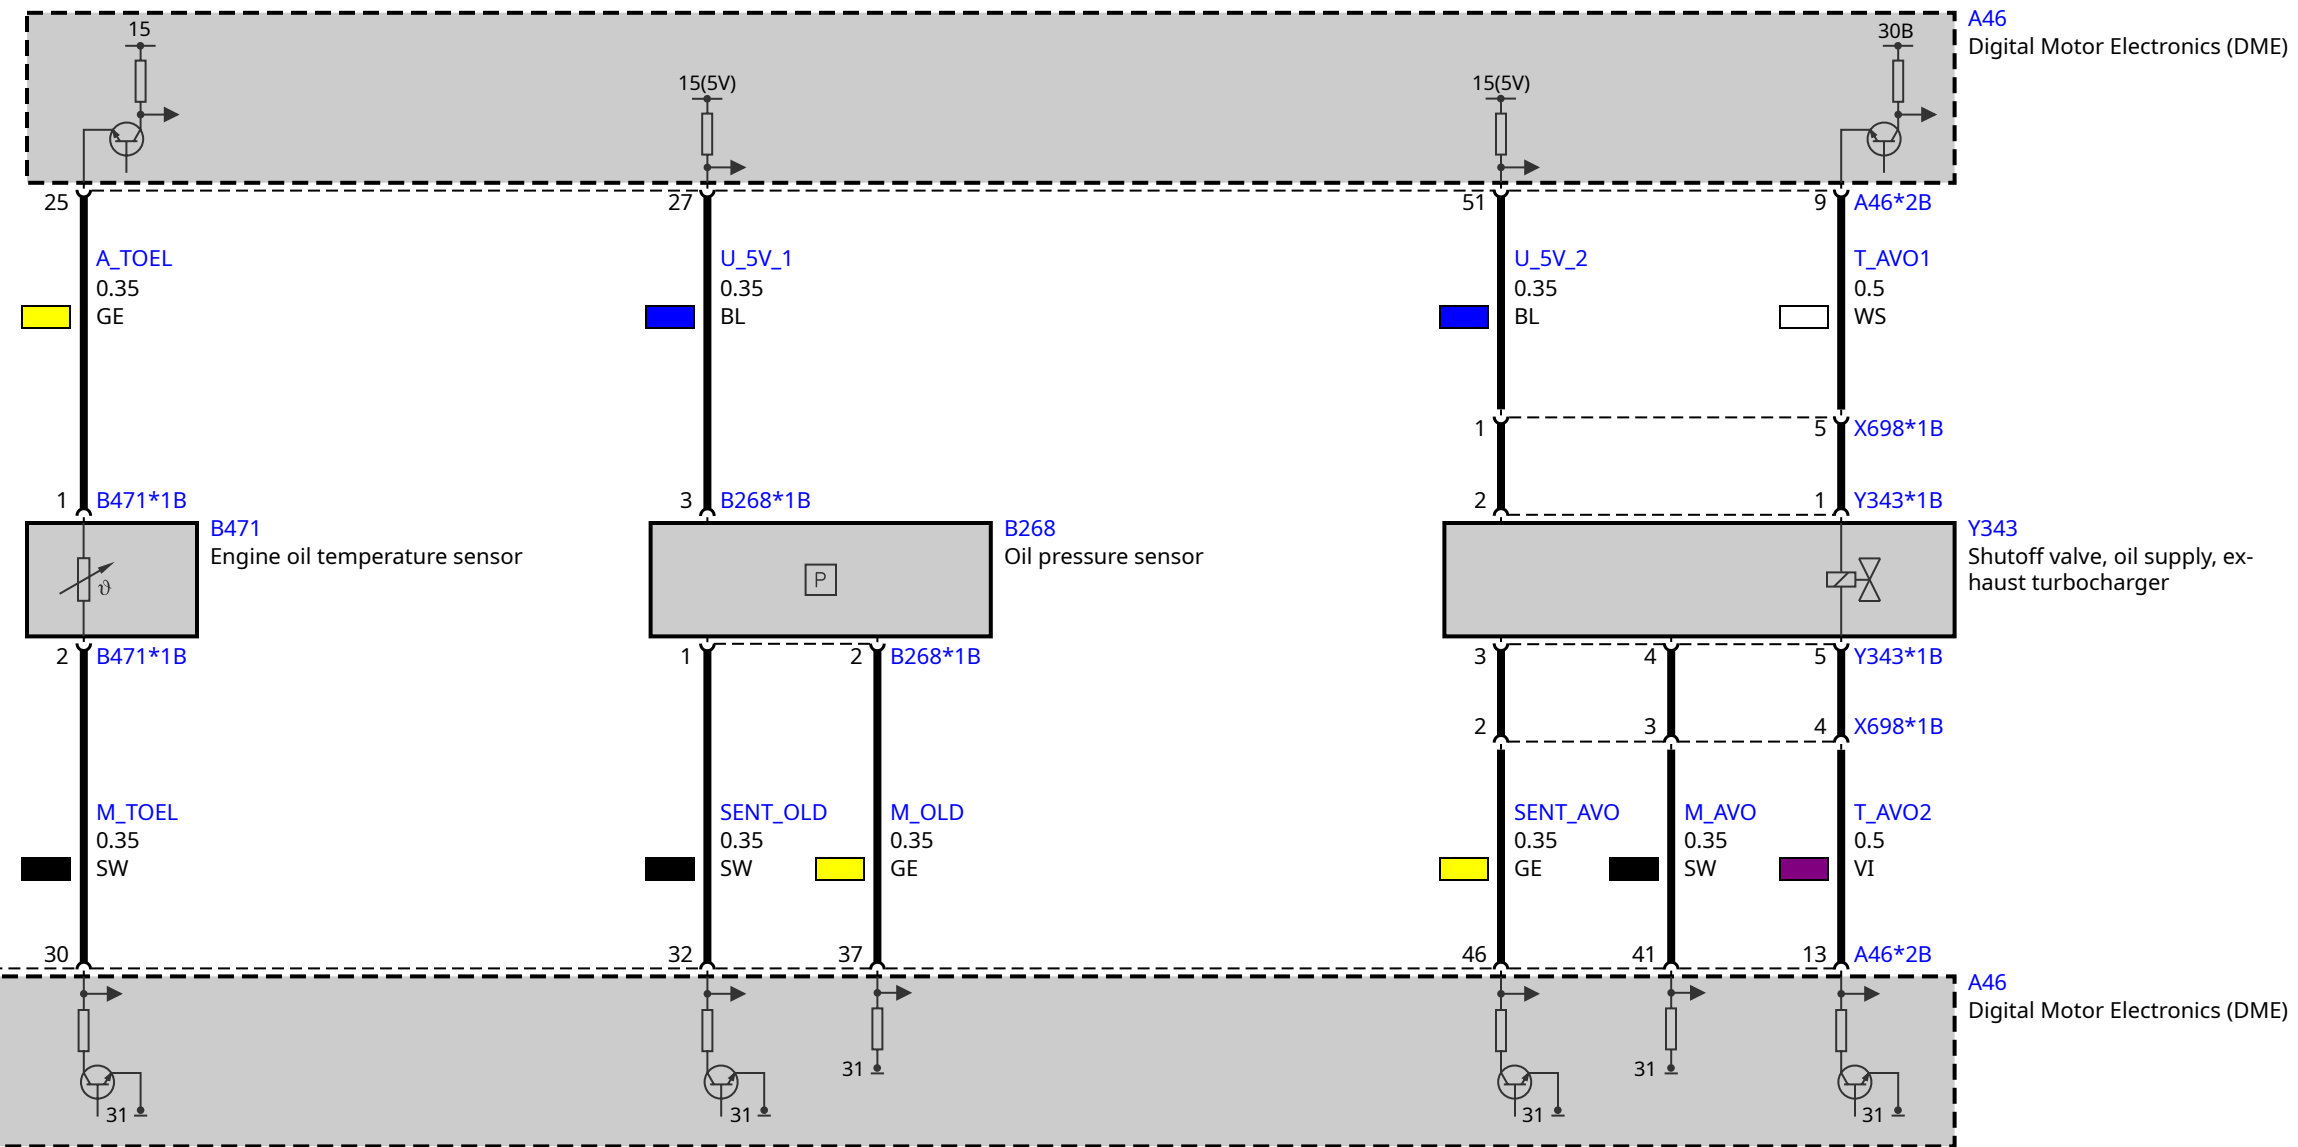 15
30B
A46
Digital Motor Electronics (DME)
15(5V)
15(5V)
25
27
51
9
A46*2B
A_TOEL
0.35
GE
U_5V_1
0.35
BL
U_5V_2
0.35
BL
T_AVO1
0.5
WS
1
5
X698*1B
1
B471*1B
3
B268*1B
2
1
Y343*1B
B471
Engine oil temperature sensor
ϑ
P
B268
Oil pressure sensor
Y343
Shutoff valve, oil supply, ex-
haust turbocharger
2
B471*1B
1
2
B268*1B
3
4
5
Y343*1B
2
3
4
X698*1B
M_TOEL
0.35
SW
SENT_OLD
0.35
SW
M_OLD
0.35
GE
SENT_AVO
0.35
GE
M_AVO
0.35
SW
T_AVO2
0.5
VI
30
32
37
46
41
13
A46*2B
A46
Digital Motor Electronics (DME)
31
31
31
31
31
31